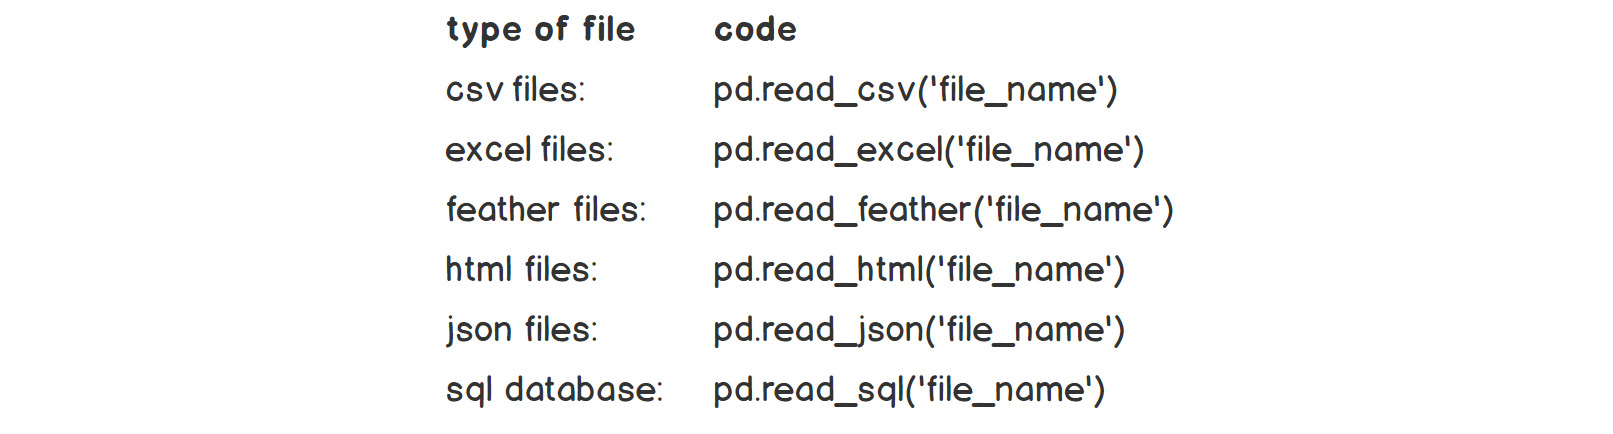 type of file code
csv files: pd.read_csv('file_name')
excel files: pd.read_excel('file_name')
feather files: pd.read_feather('file_name')
html files: pd.read_html('file_name')
json files: pd.read_json('file_name')
sql database: pd.read_sql('file_name')